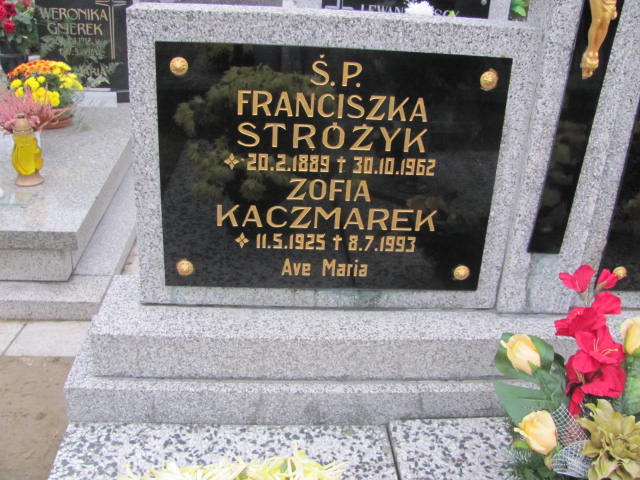 WERONIKA
GMEREK
LEWAN
Ś.P.
FRANCISZKA
STRÓŻYK
20.2.1889 † 30.10.1962
ZOFIA
KACZMAREK
11.5.1925 † 8.7.1993
Ave Maria